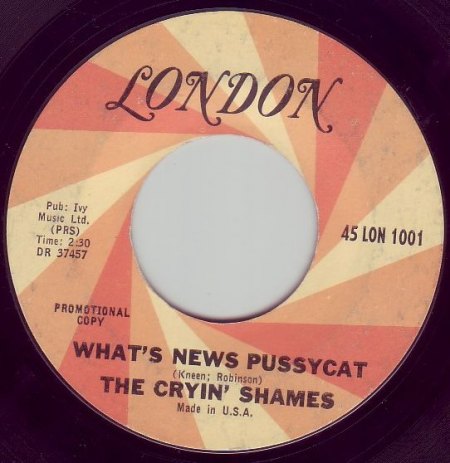 LONDON
Pub: Ivy
Music Ltd.
(PRS)
Time: 2:30
DR 37457
45 LON 1001
PROMOTIONAL
COPY
WHAT'S NEWS PUSSYCAT
(Kneen; Robinson)
THE CRYIN' SHAMES
Made in U.S.A.